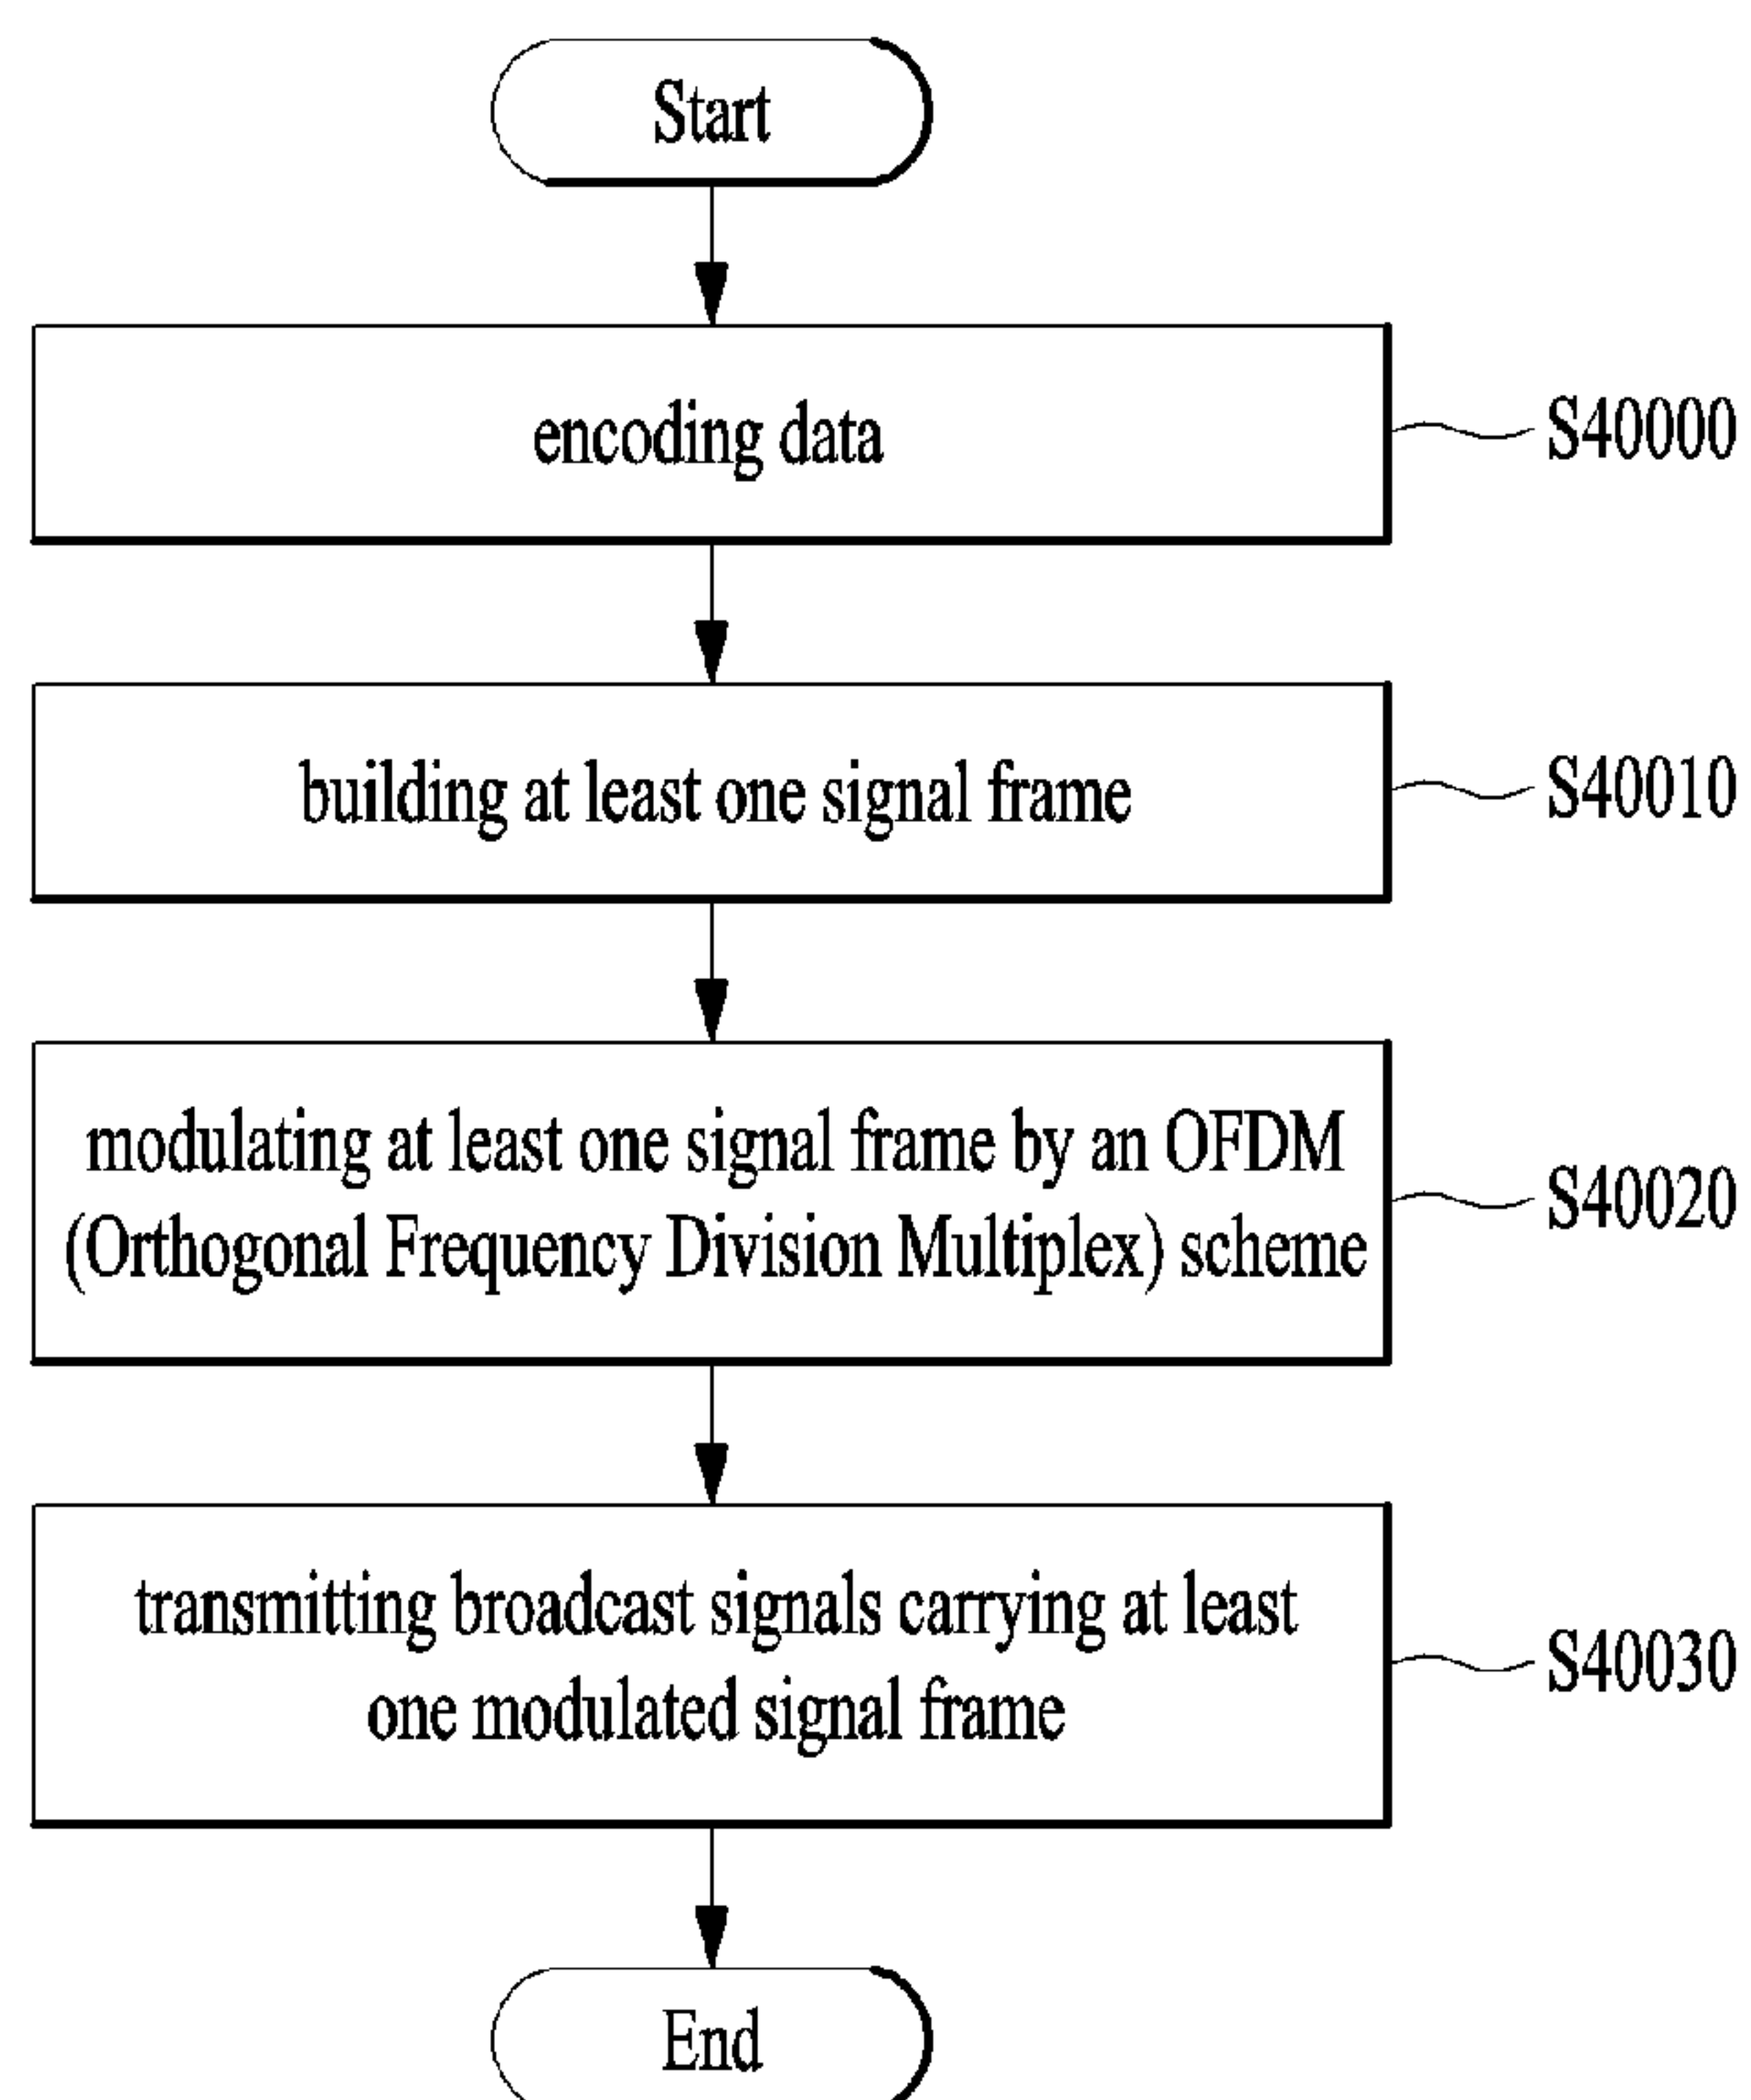 Start
encoding data
S40000
building at least one signal frame
S40010
modulating at least one signal frame by an OFDM
(Orthogonal Frequency Division Multiplex) scheme
S40020
transmitting broadcast signals carrying at least
one modulated signal frame
S40030
End